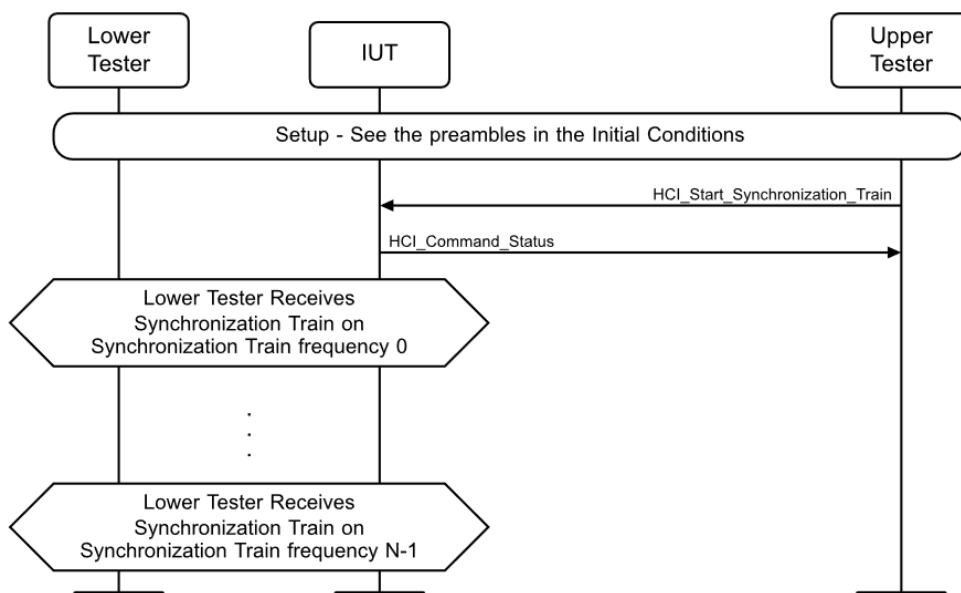 Lower
Tester
IUT
Upper
Tester
Setup - See the preambles in the Initial Conditions
HCI_Start_Synchronization_Train
HCI_Command_Status
Lower Tester Receives
Synchronization Train on
Synchronization Train frequency 0
.
.
.
Lower Tester Receives
Synchronization Train on
Synchronization Train frequency N-1